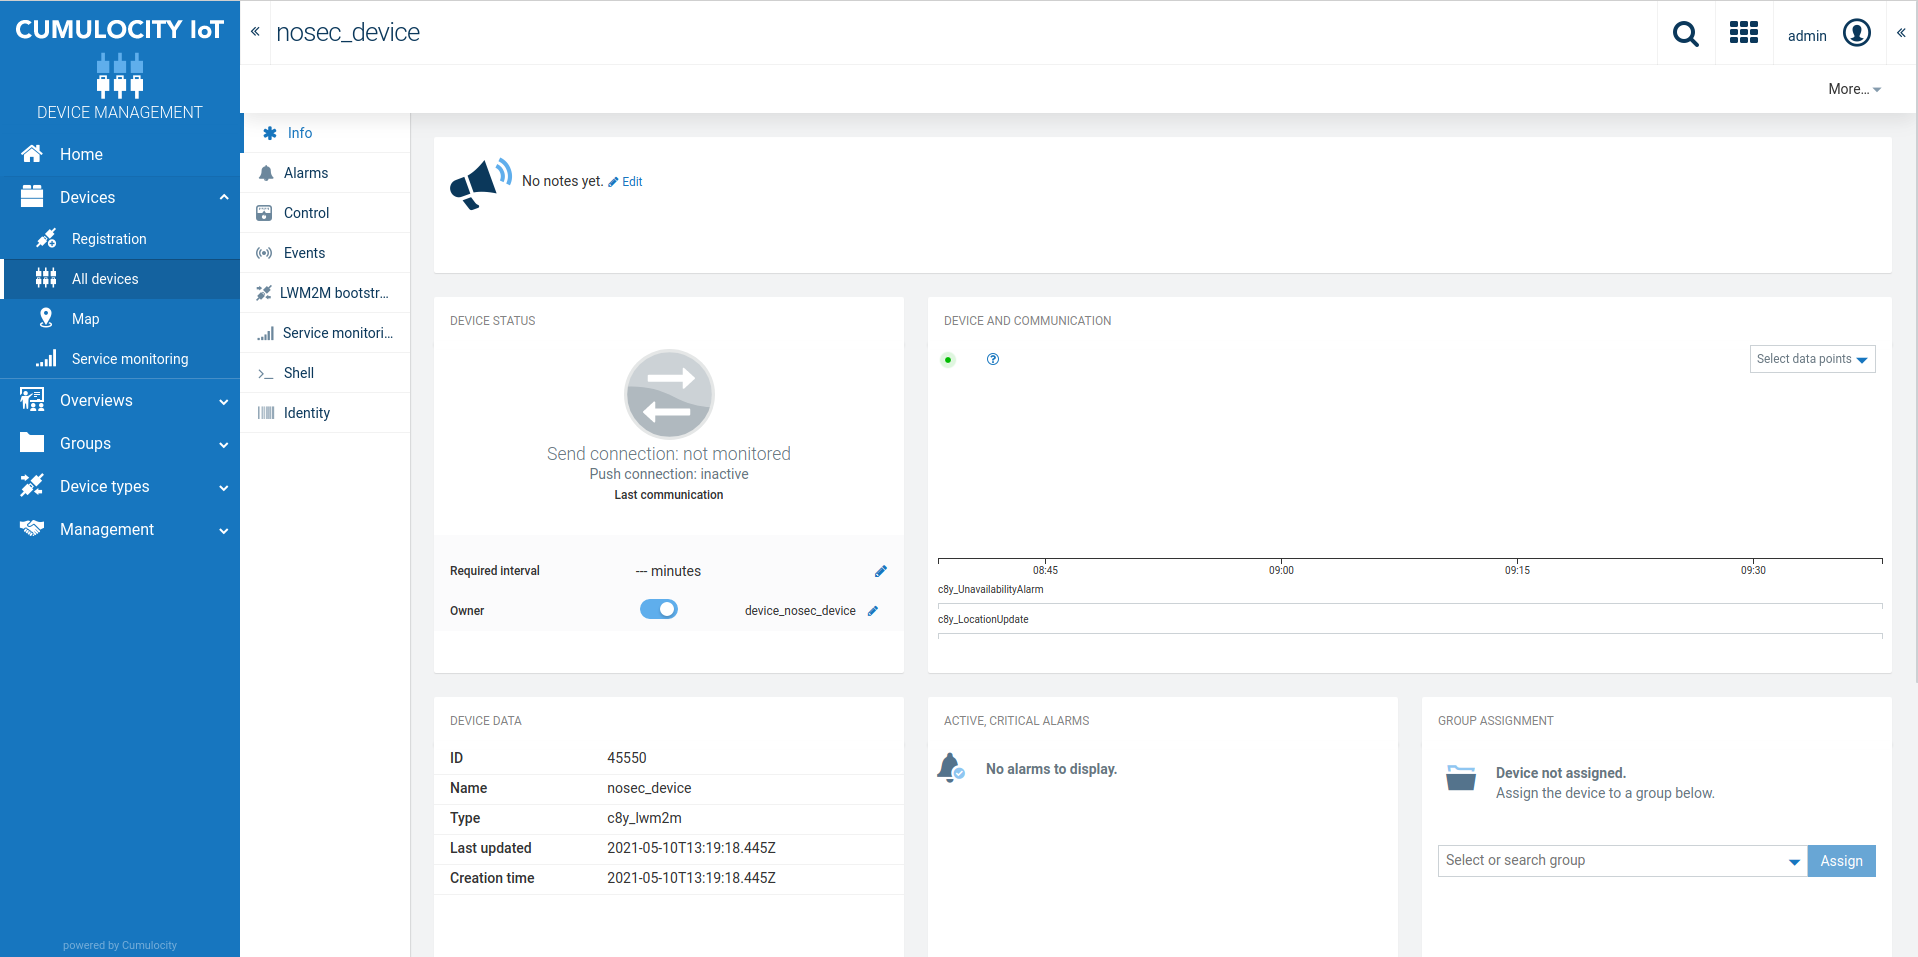 CUMULOCITY IoT
DEVICE MANAGEMENT
Home
Devices
Registration
All devices
Map
Service monitoring
Overviews
Groups
Device types
Management
powered by Cumulocity
nosec_device
admin
More...
Info
Alarms
Control
Events
LWM2M bootstr...
Service monitori...
Shell
Identity
No notes yet. Edit
DEVICE STATUS
Send connection: not monitored
Push connection: inactive
Last communication
Required interval --- minutes
Owner device_nosec_device
DEVICE AND COMMUNICATION
Select data points
08:45 09:00 09:15 09:30
c8y_UnavailabilityAlarm
c8y_LocationUpdate
DEVICE DATA
ID 45550
Name nosec_device
Type c8y_lwm2m
Last updated 2021-05-10T13:19:18.445Z
Creation time 2021-05-10T13:19:18.445Z
ACTIVE, CRITICAL ALARMS
No alarms to display.
GROUP ASSIGNMENT
Device not assigned.
Assign the device to a group below.
Select or search group Assign